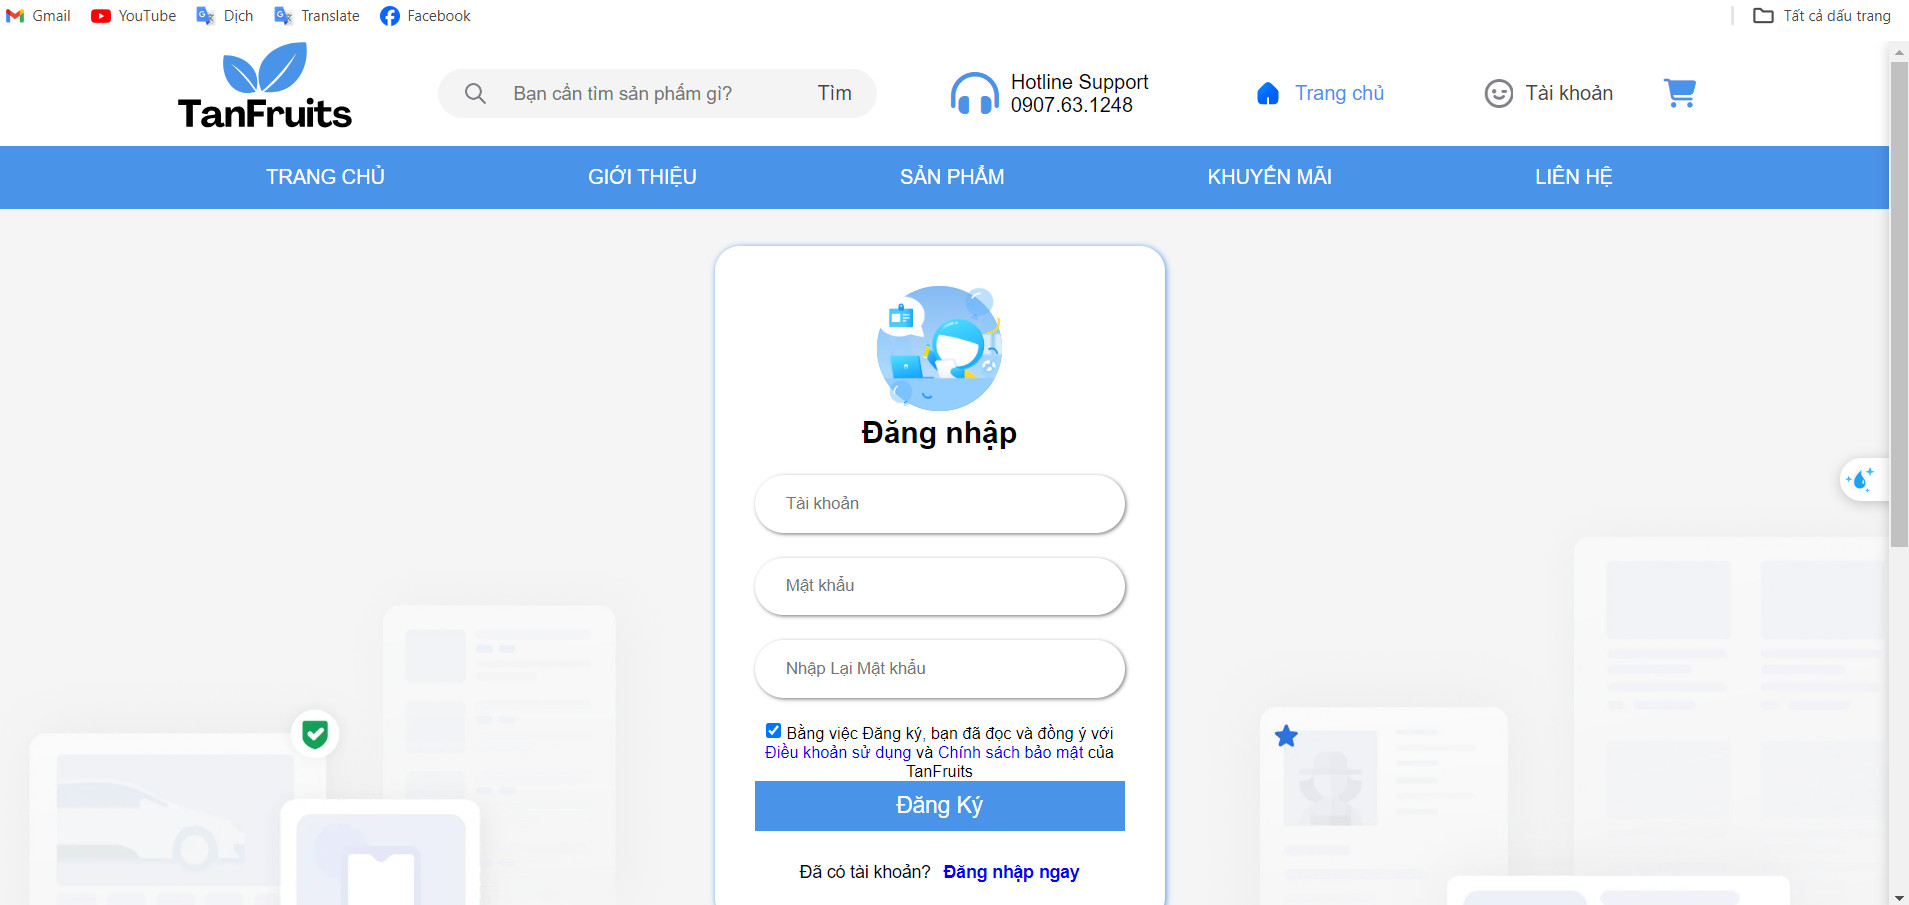 Gmail YouTube Dịch Translate Facebook Tất cả dấu trang
TanFruits
Bạn cần tìm sản phẩm gì? Tìm
Hotline Support
0907.63.1248
Trang chủ
Tài khoản
TRANG CHỦ GIỚI THIỆU SẢN PHẨM KHUYẾN MÃI LIÊN HỆ
Đăng nhập
Tài khoản
Mật khẩu
Nhập Lại Mật khẩu
Bằng việc Đăng ký, bạn đã đọc và đồng ý với
Điều khoản sử dụng và Chính sách bảo mật của
TanFruits
Đăng Ký
Đã có tài khoản? Đăng nhập ngay